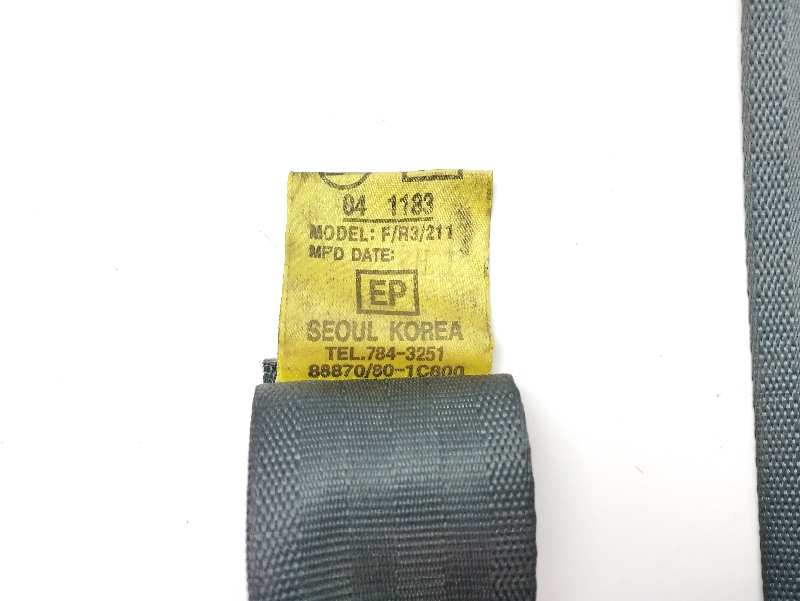 04 1183
MODEL: F/R3/211
MFD DATE:
EP
SEOUL KOREA
TEL.784-3251
88870/80-1C600